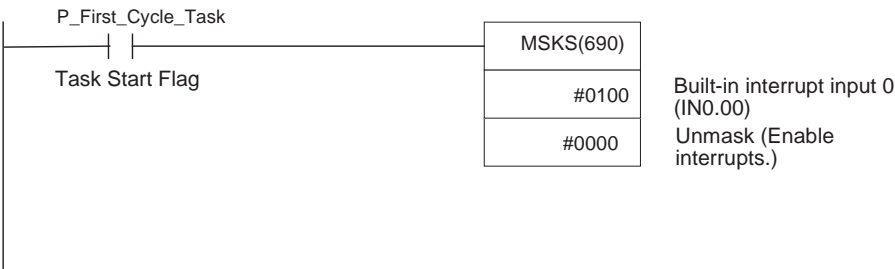 P_First_Cycle_Task
Task Start Flag
MSKS(690)
#0100
Built-in interrupt input 0
(IN0.00)
#0000
Unmask (Enable
interrupts.)